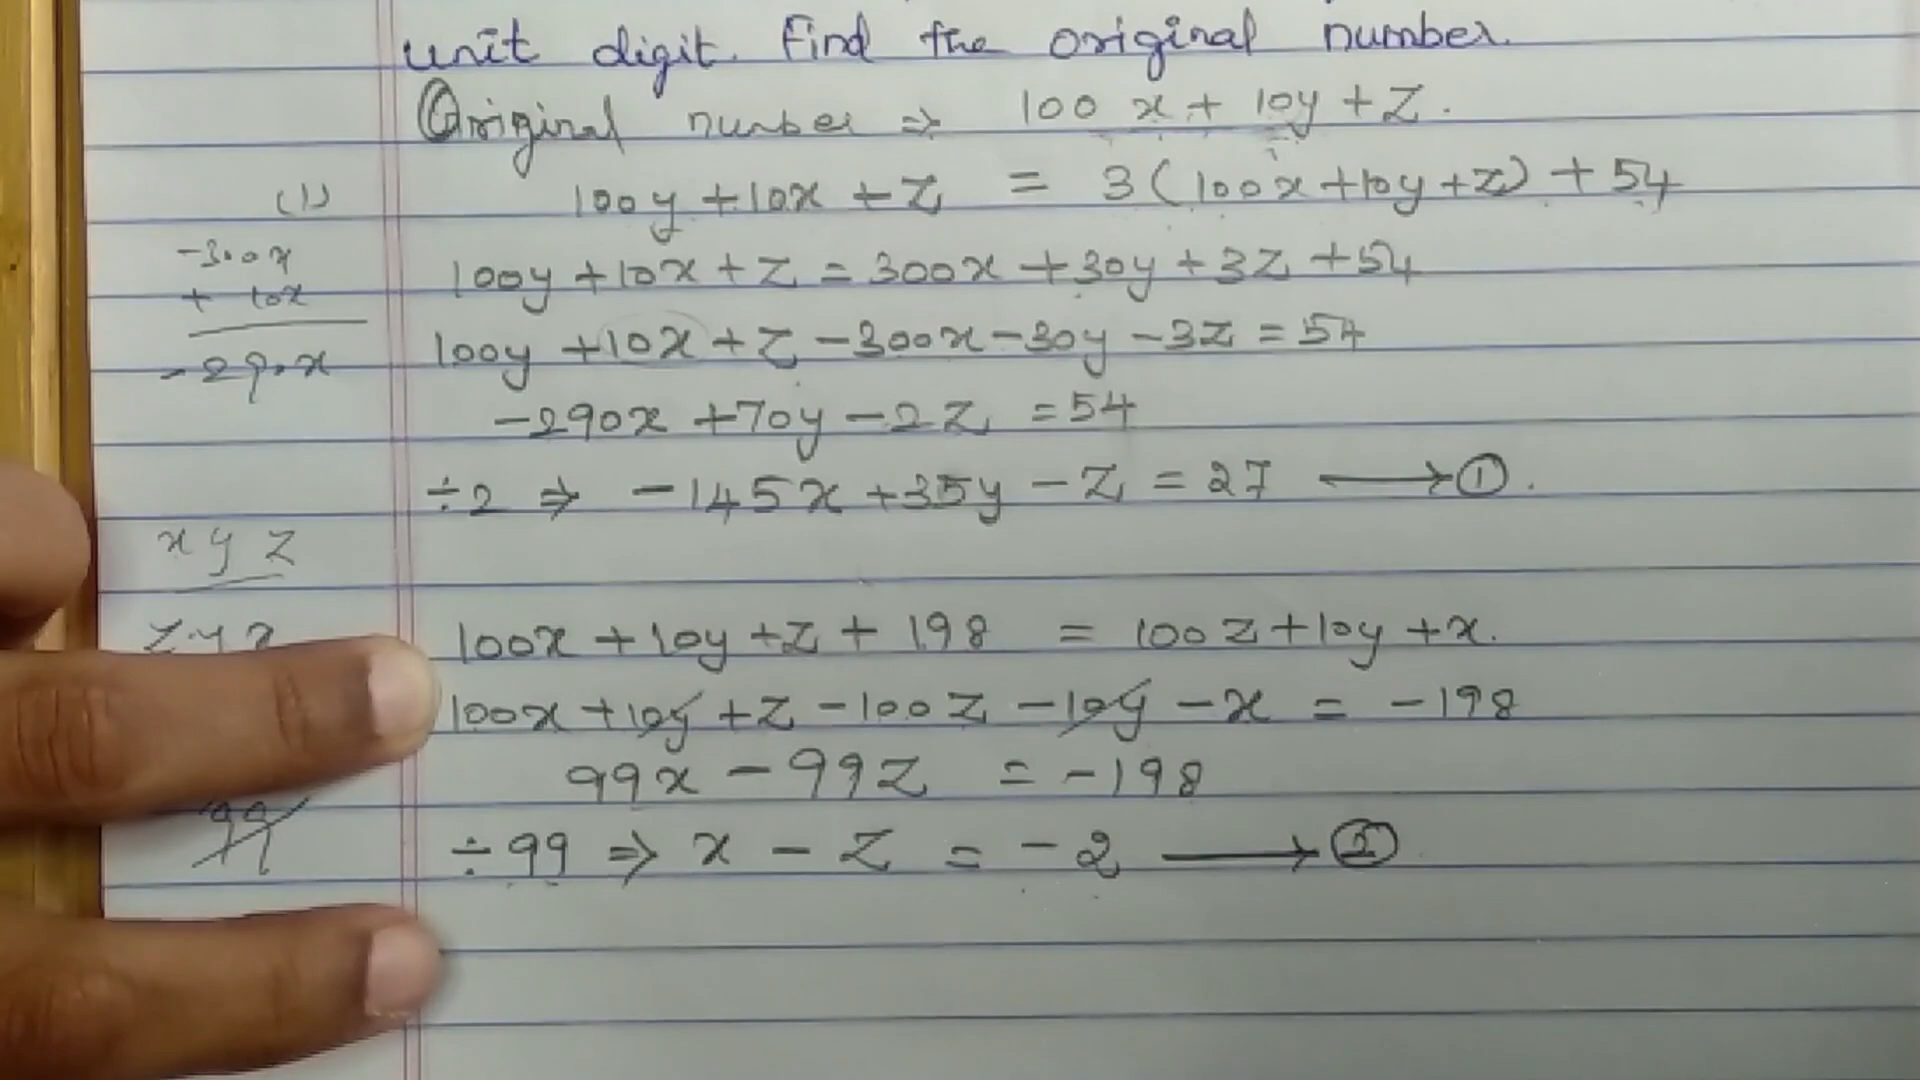 unit digit. Find the original number.
Original number ⇒ 100x + 10y + z.
(1) 100y + 10x + z = 3(100x + 10y + z) + 54
-300x
+ 10x
-290x
100y + 10x + z = 300x + 30y + 3z + 54
100y + 10x + z - 300x - 30y - 3z = 54
-290x + 70y - 2z = 54
÷2 ⇒ -145x + 35y - z = 27 ⟶ ①.
x y z
z y x
100x + 10y + z + 198 = 100z + 10y + x.
100x + 10y + z - 100z - 10y - x = -198
99x - 99z = -198
÷99 ⇒ x - z = -2 ⟶ ②